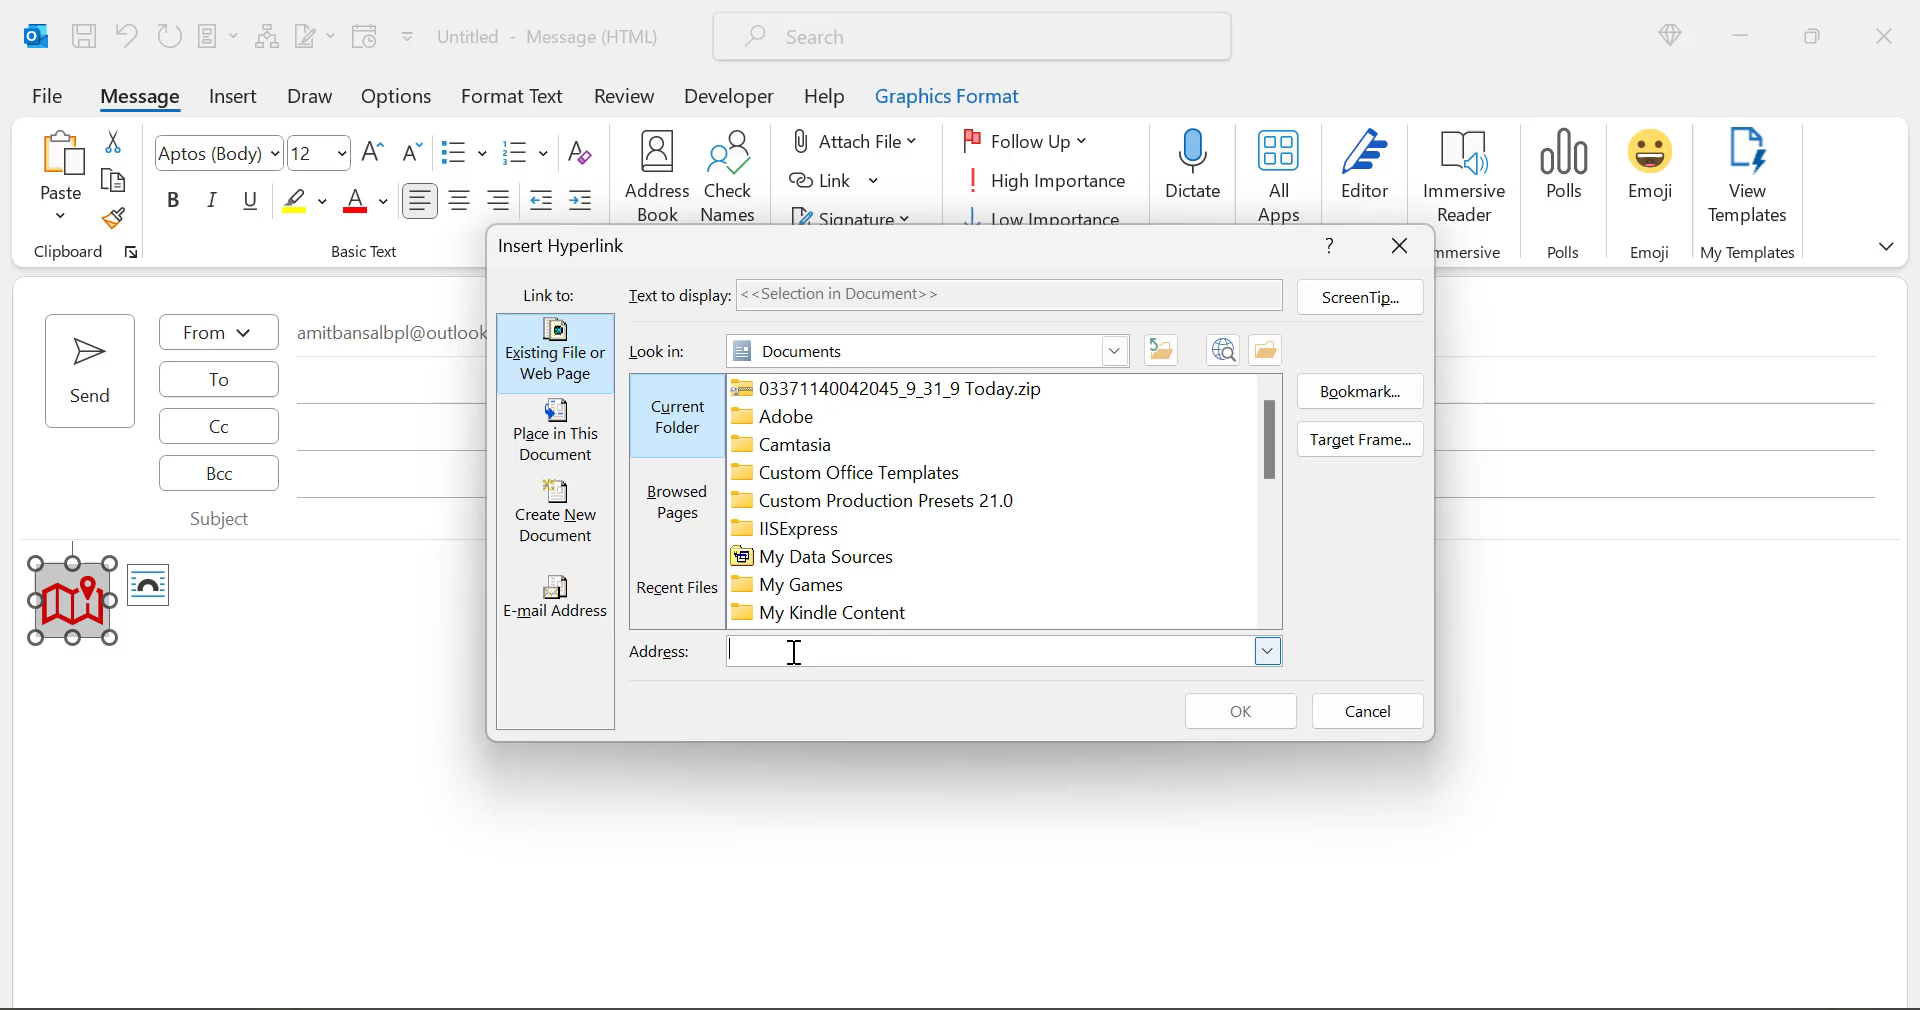 Untitled - Message (HTML)
Search
File Message Insert Draw Options Format Text Review Developer Help Graphics Format
Paste
Clipboard
Aptos (Body) 12
B I U A
Basic Text
Address Book
Check Names
Attach File
Link
Signature
Follow Up
High Importance
Low Importance
Dictate
All Apps
Editor
Immersive Reader
mmersive
Polls
Polls
Emoji
Emoji
View Templates
My Templates
Send
From amitbansalbpl@outlook
To
Cc
Bcc
Subject
Insert Hyperlink ?
Link to:
Existing File or
Web Page
Place in This
Document
Create New
Document
E-mail Address
Text to display: <<Selection in Document>> ScreenTip...
Look in: Documents
Current
Folder
Browsed
Pages
Recent Files
03371140042045_9_31_9 Today.zip
Adobe
Camtasia
Custom Office Templates
Custom Production Presets 21.0
IISExpress
My Data Sources
My Games
My Kindle Content
Bookmark...
Target Frame...
Address:
OK Cancel